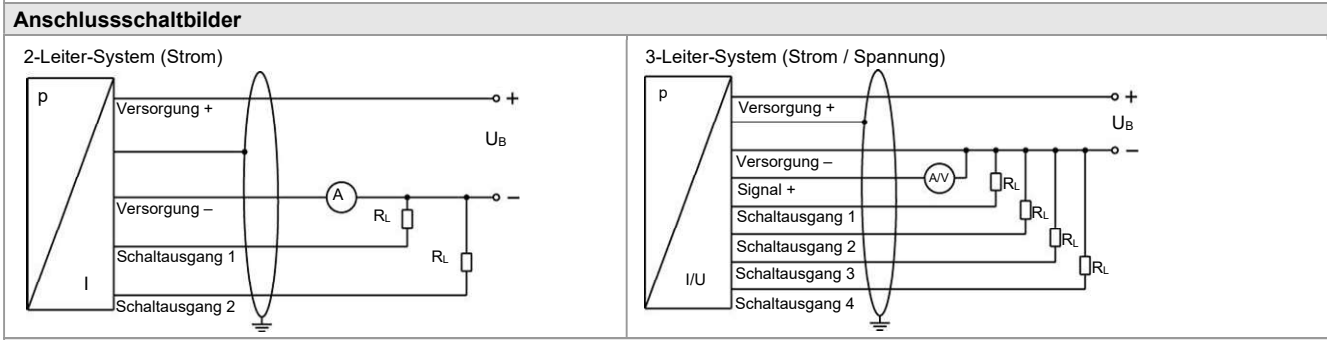 Anschlussschaltbilder
2-Leiter-System (Strom)
p
Versorgung +
+
UB
A
–
Versorgung –
RL
Schaltausgang 1
RL
I
Schaltausgang 2
3-Leiter-System (Strom / Spannung)
p
Versorgung +
+
UB
–
Versorgung –
A/V
Signal +
RL
Schaltausgang 1
RL
Schaltausgang 2
RL
Schaltausgang 3
RL
I/U
Schaltausgang 4